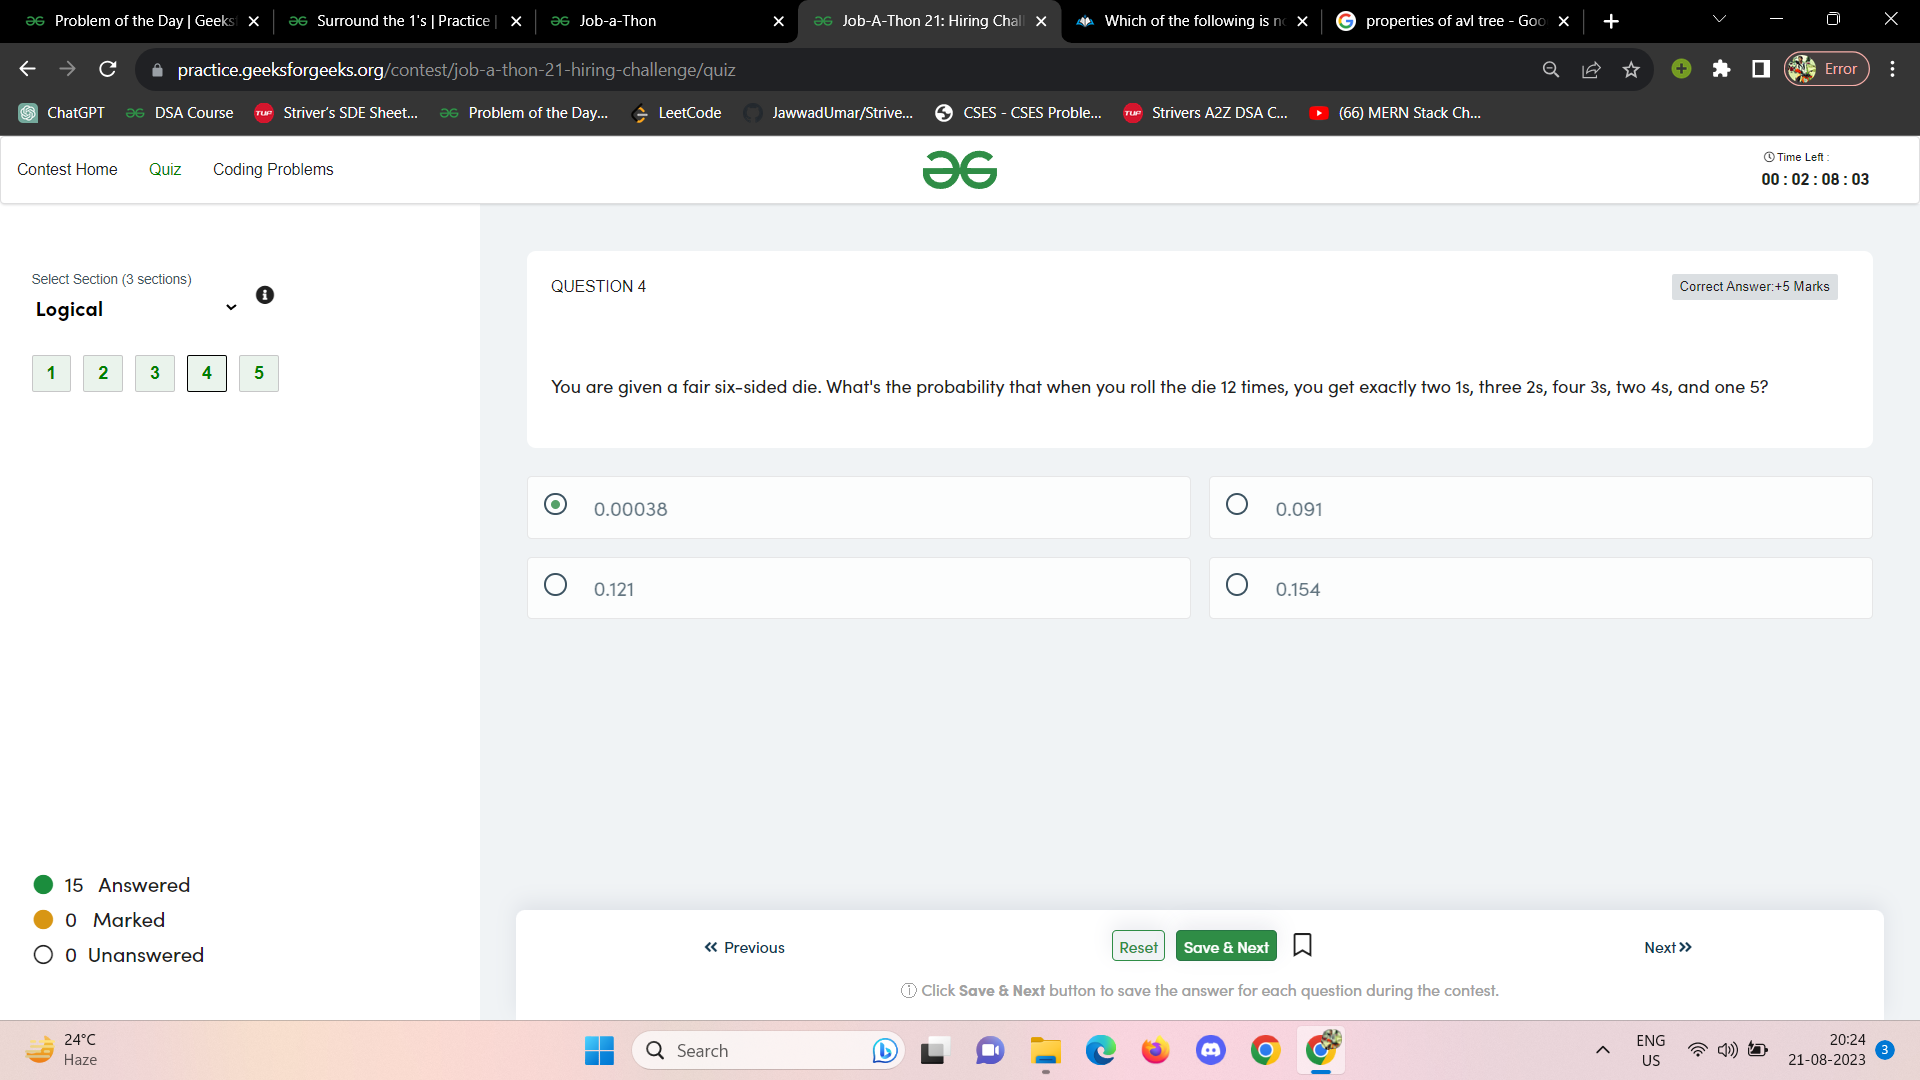 Problem of the Day | Geeks
Surround the 1's | Practice |
Job-a-Thon
Job-A-Thon 21: Hiring Chall
Which of the following is n
properties of avl tree - Goo
practice.geeksforgeeks.org/contest/job-a-thon-21-hiring-challenge/quiz
Error
ChatGPT
DSA Course
Striver's SDE Sheet...
Problem of the Day...
LeetCode
JawwadUmar/Strive...
CSES - CSES Proble...
Strivers A2Z DSA C...
(66) MERN Stack Ch...
Contest Home
Quiz
Coding Problems
Time Left :
00 : 02 : 08 : 03
Select Section (3 sections)
Logical
1 2 3 4 5
QUESTION 4
Correct Answer:+5 Marks
You are given a fair six-sided die. What's the probability that when you roll the die 12 times, you get exactly two 1s, three 2s, four 3s, two 4s, and one 5?
0.00038
0.091
0.121
0.154
15 Answered
0 Marked
0 Unanswered
Previous
Reset
Save & Next
Next
Click Save & Next button to save the answer for each question during the contest.
24°C
Haze
Search
ENG
US
20:24
21-08-2023
3